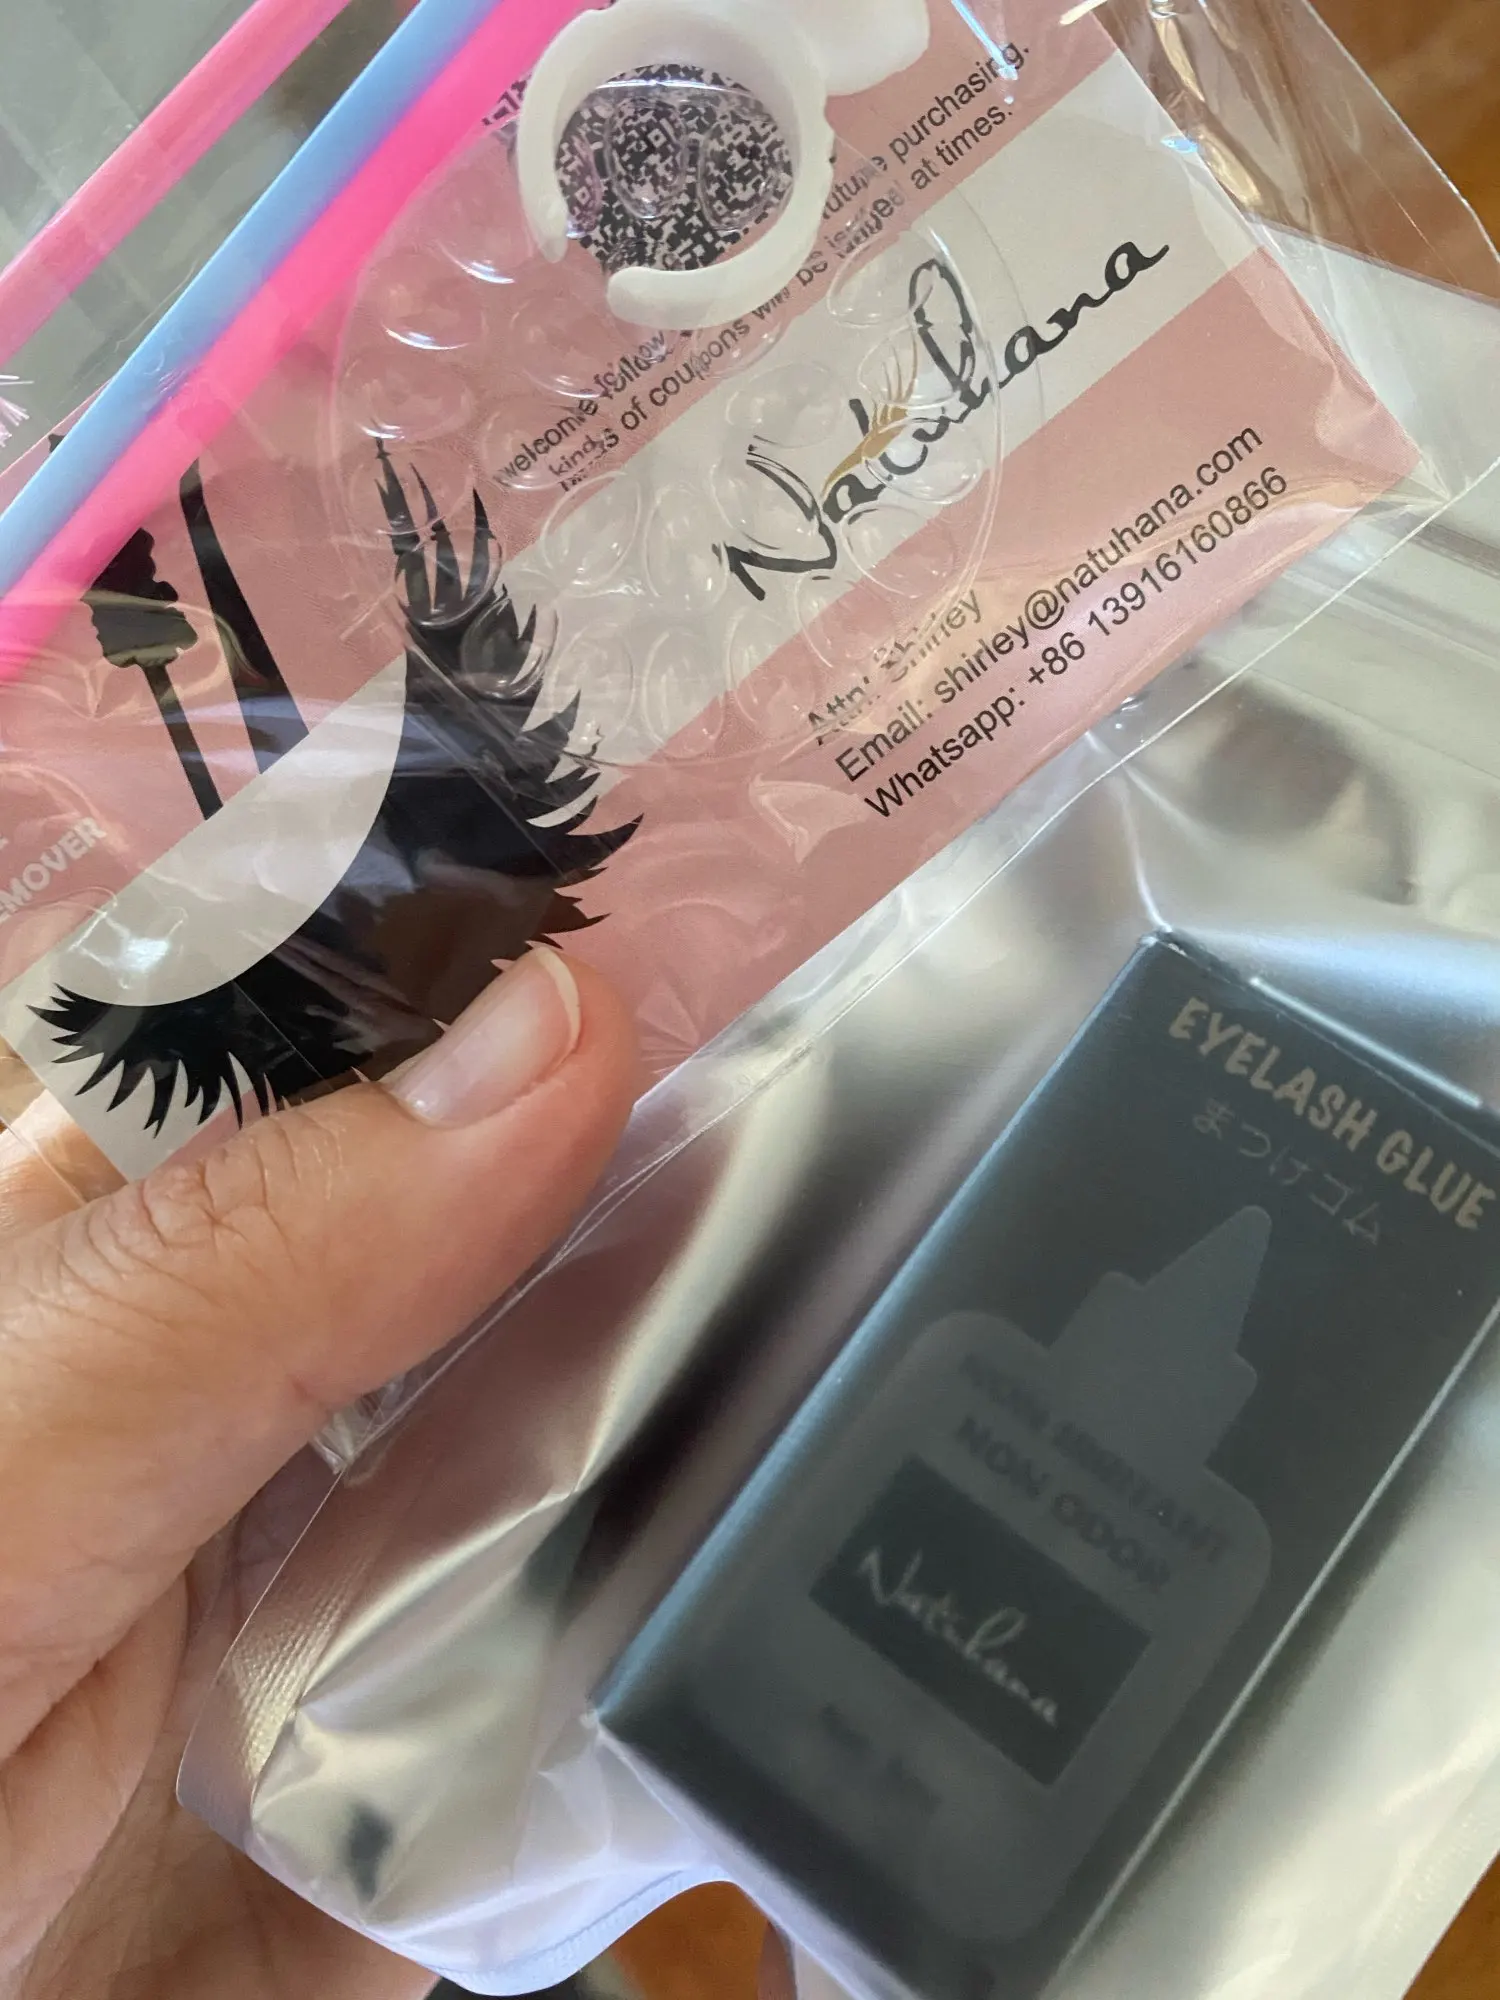 welcome follow future purchasing.
kinds of coupons will be issued at times.
Natuhana
Attn: Shirley
Email: shirley@natuhana.com
Whatsapp: +86 13916160866
EMOVER
EYELASH GLUE
まつげゴム
NON IRRITANT
NON ODOR
Natuhana